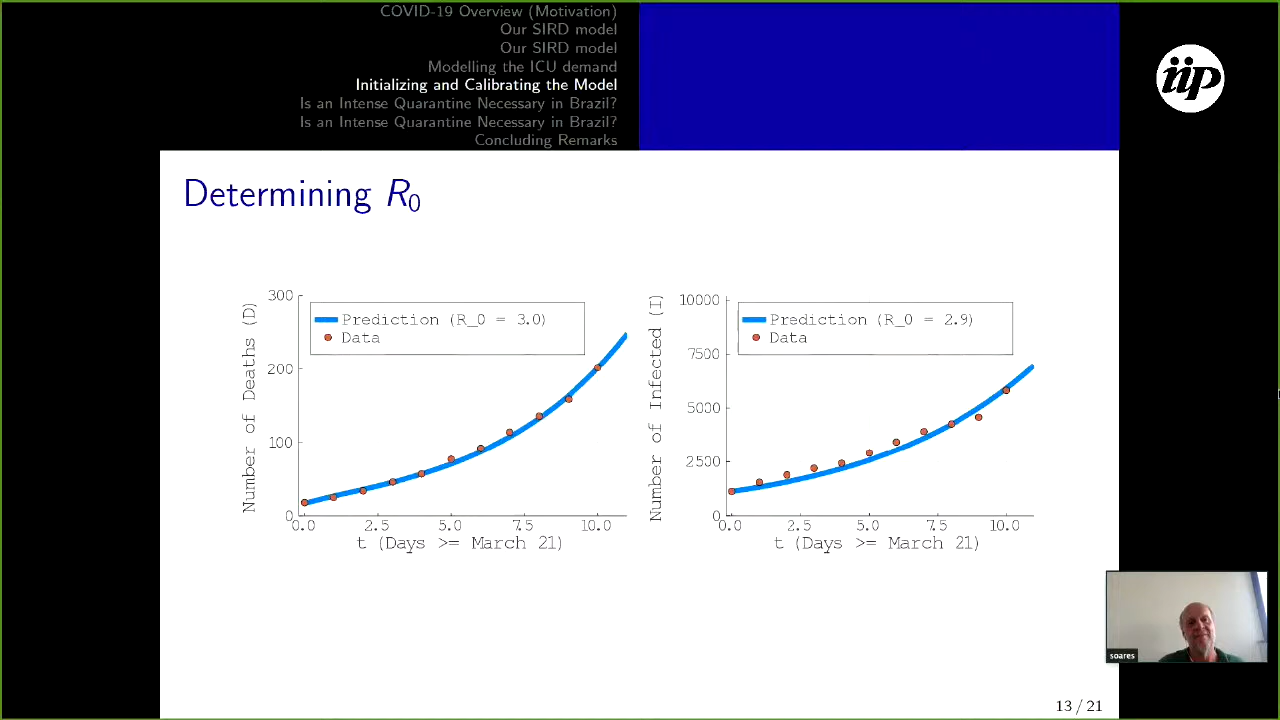 COVID-19 Overview (Motivation)
Our SIRD model
Our SIRD model
Modelling the ICU demand
Initializing and Calibrating the Model
Is an Intense Quarantine Necessary in Brazil?
Is an Intense Quarantine Necessary in Brazil?
Concluding Remarks
iip
Determining R₀
Number of Deaths (D)
300
200
100
0
Prediction (R_0 = 3.0)
Data
0.0 2.5 5.0 7.5 10.0
t (Days >= March 21)
Number of Infected (I)
10000
7500
5000
2500
0
Prediction (R_0 = 2.9)
Data
0.0 2.5 5.0 7.5 10.0
t (Days >= March 21)
soares
13 / 21